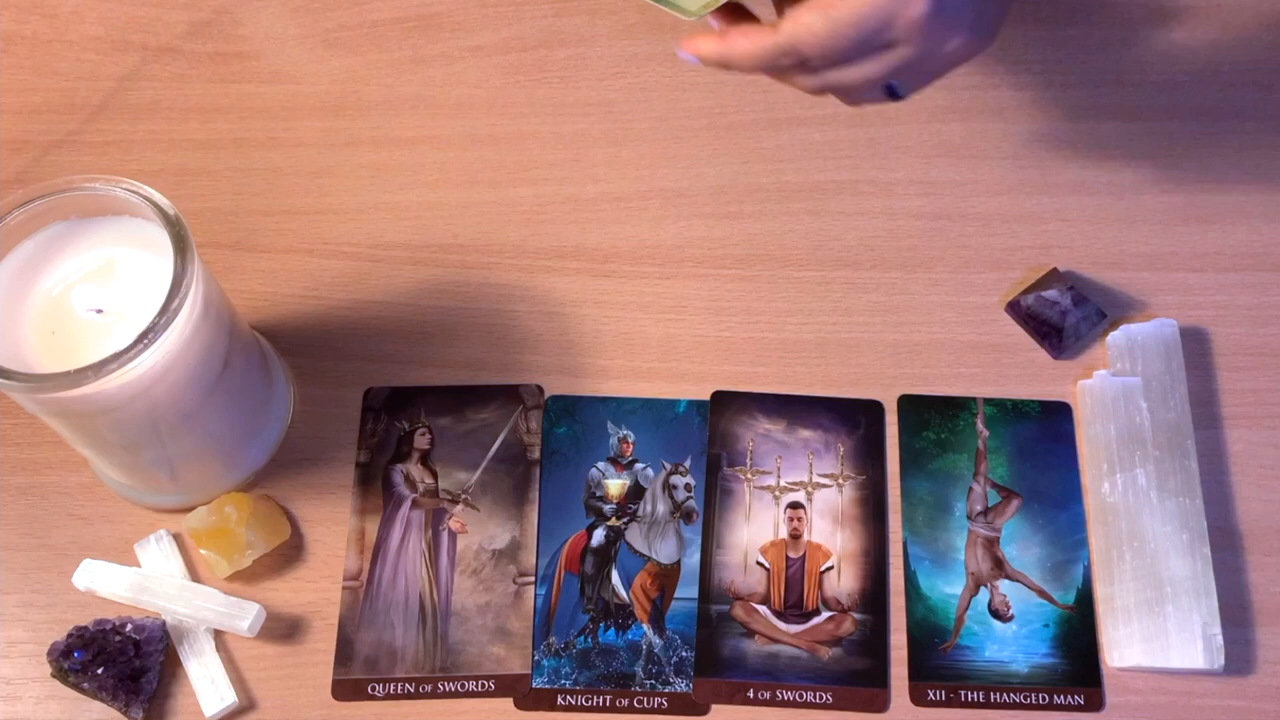 QUEEN OF SWORDS
KNIGHT OF CUPS
4 OF SWORDS
XII - THE HANGED MAN